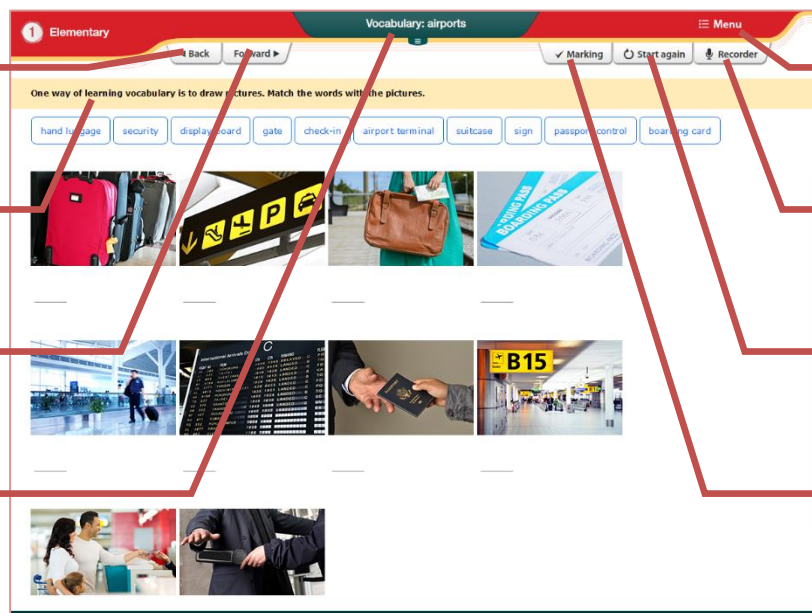 1 Elementary
Vocabulary: airports
Menu
Back
Forward
Marking
Start again
Recorder
One way of learning vocabulary is to draw pictures. Match the words with the pictures.
hand luggage
security
display board
gate
check-in
airport terminal
suitcase
sign
passport control
boarding card
P
BOARDING PASS
International Arrivals
C
B15